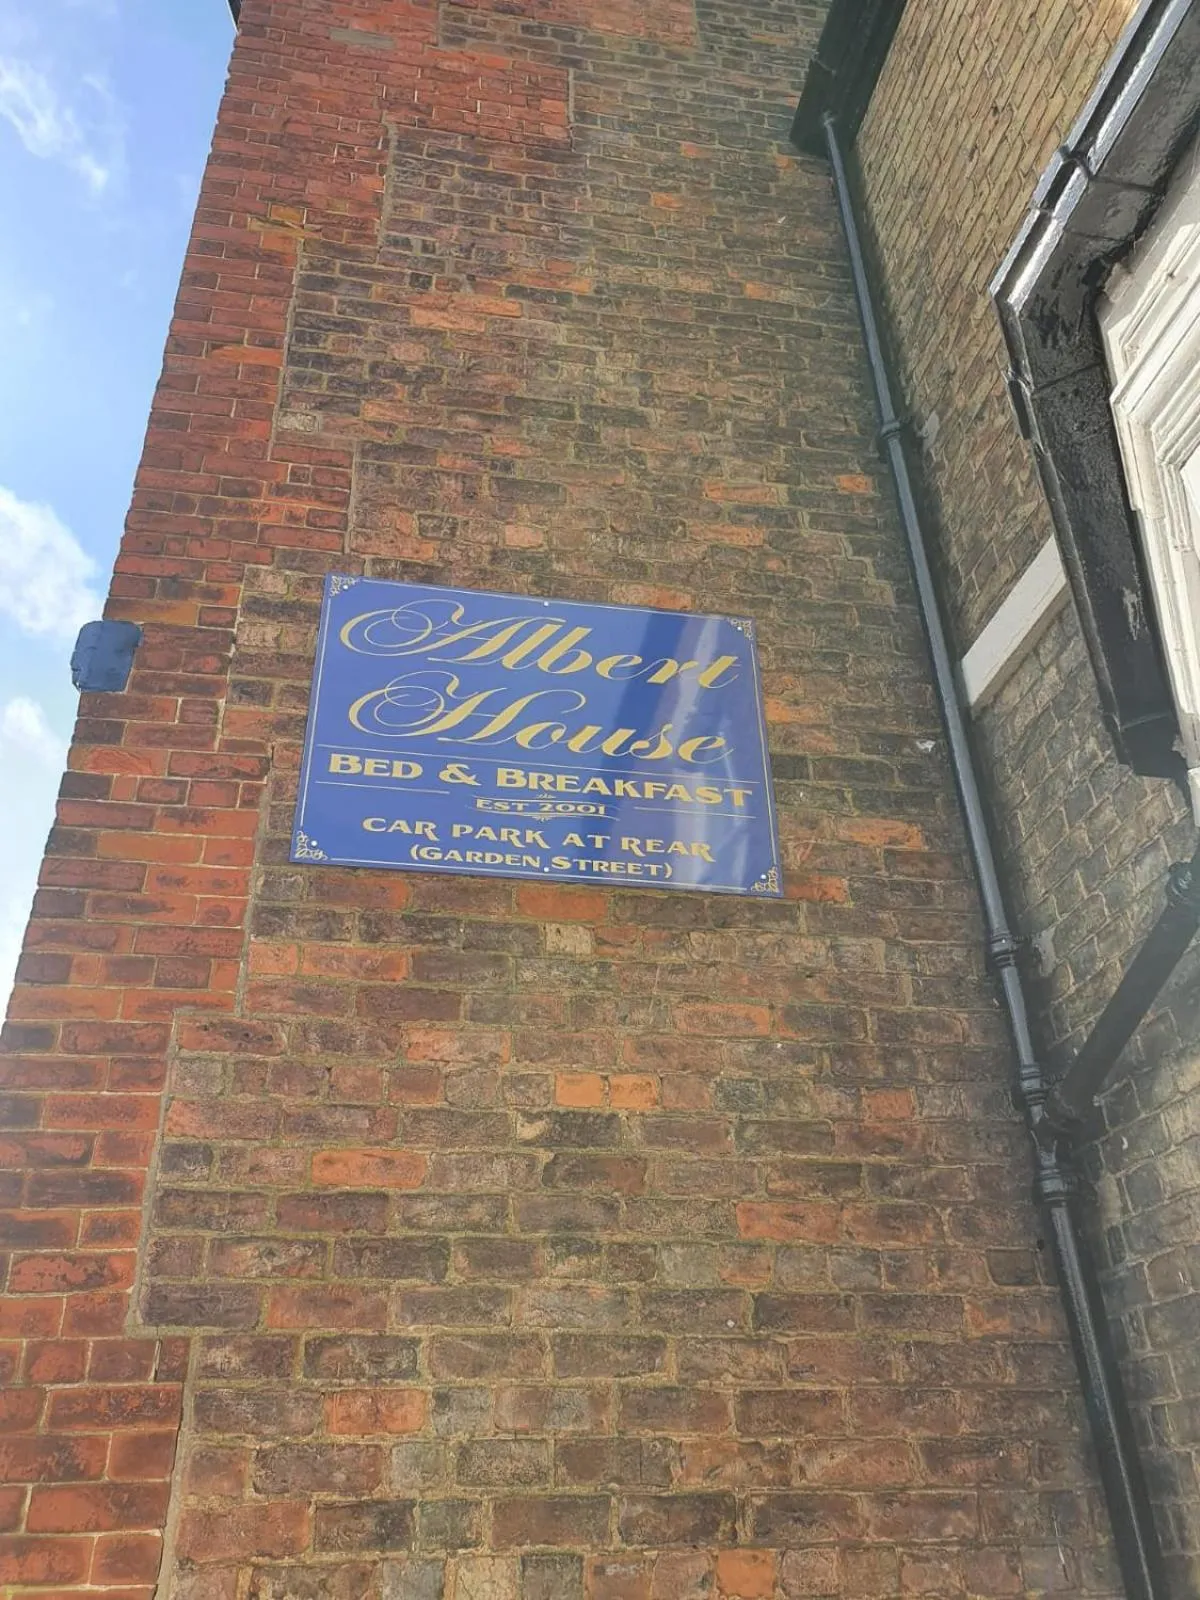 Albert
House
BED & BREAKFAST
EST 2001
CAR PARK AT REAR
(GARDEN STREET)